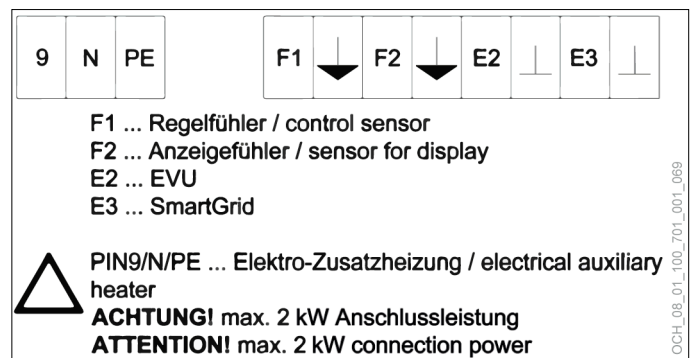 9 N PE F1 F2 E2 E3
F1 ... Regelfühler / control sensor
F2 ... Anzeigefühler / sensor for display
E2 ... EVU
E3 ... SmartGrid
PIN9/N/PE ... Elektro-Zusatzheizung / electrical auxiliary
heater
ACHTUNG! max. 2 kW Anschlussleistung
ATTENTION! max. 2 kW connection power
OCH_08_01_100_701_001_069